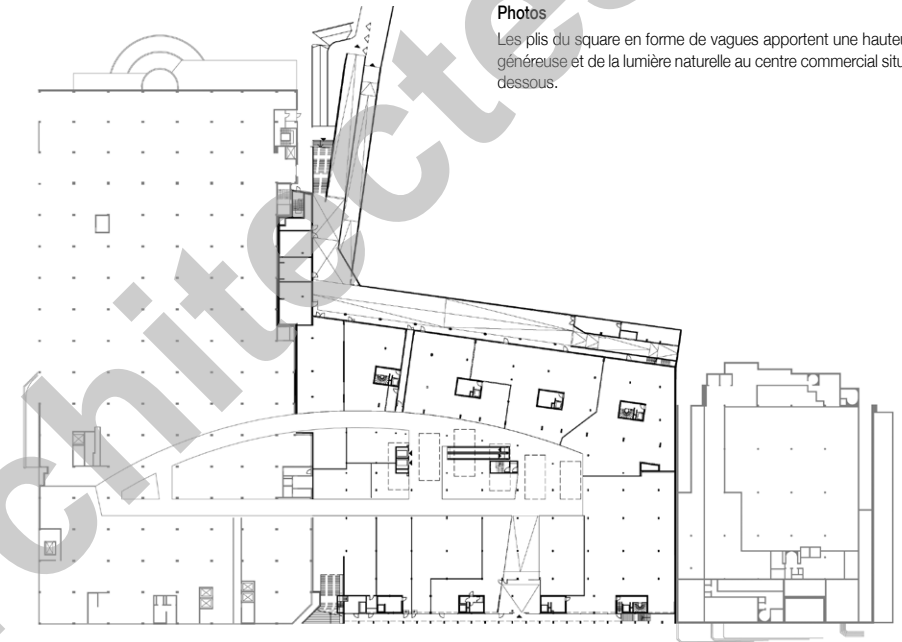 Photos
Les plis du square en forme de vagues apportent une hauteur
généreuse et de la lumière naturelle au centre commercial situ
dessous.
chitecte